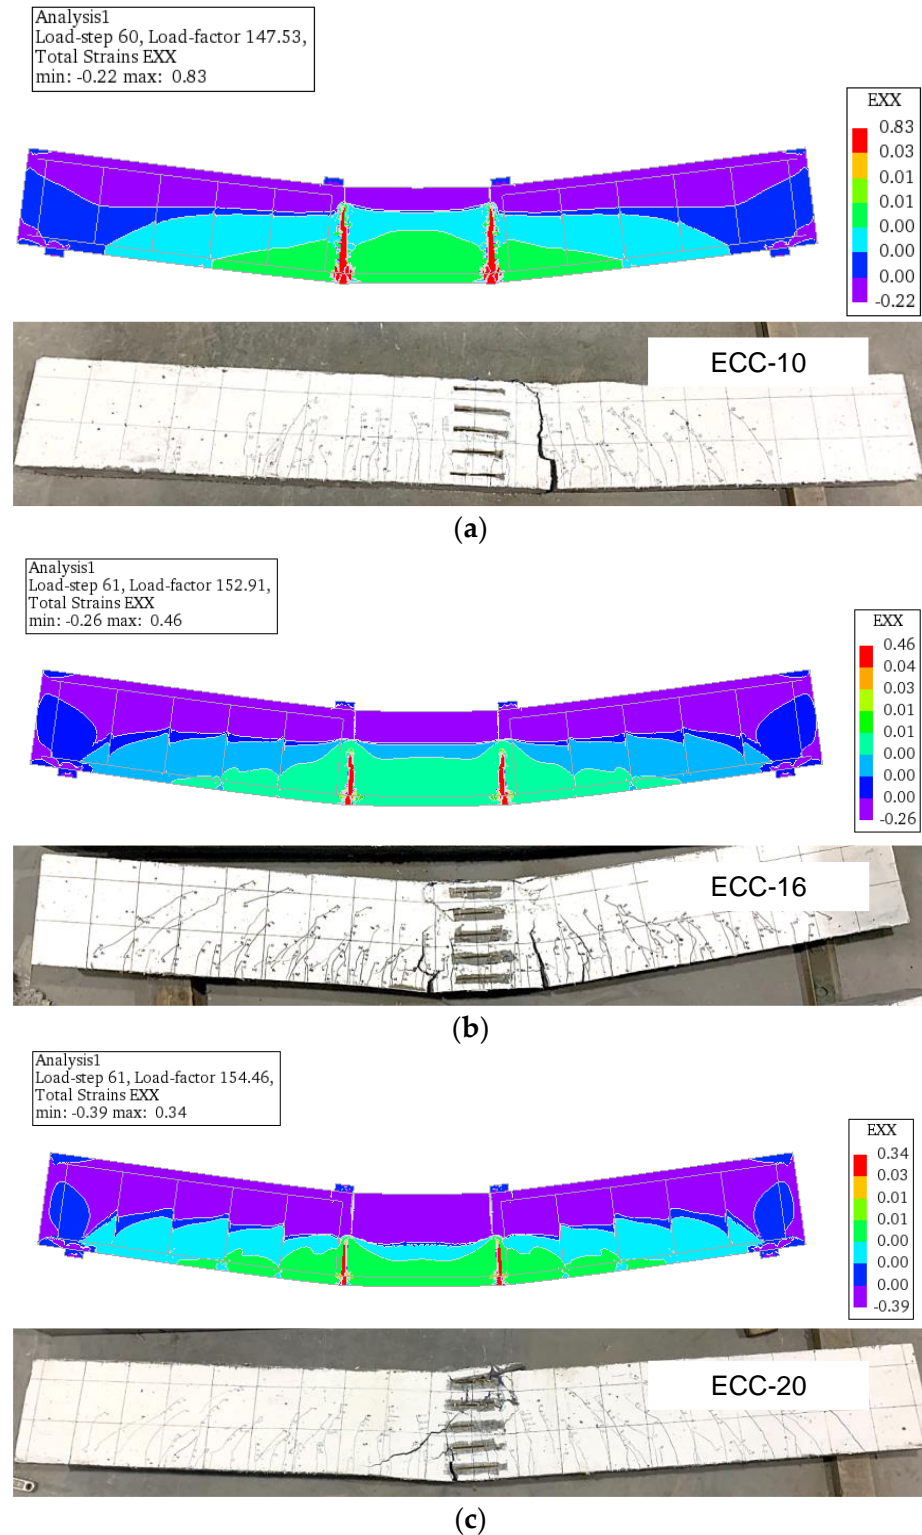 Analysis1
Load-step 60, Load-factor 147.53,
Total Strains EXX
min: -0.22 max: 0.83
EXX
0.83
0.03
0.01
0.01
0.00
0.00
0.00
-0.22
ECC-10
(a)
Analysis1
Load-step 61, Load-factor 152.91,
Total Strains EXX
min: -0.26 max: 0.46
EXX
0.46
0.04
0.03
0.01
0.01
0.00
0.00
-0.26
ECC-16
(b)
Analysis1
Load-step 61, Load-factor 154.46,
Total Strains EXX
min: -0.39 max: 0.34
EXX
0.34
0.03
0.01
0.01
0.00
0.00
0.00
-0.39
ECC-20
(c)